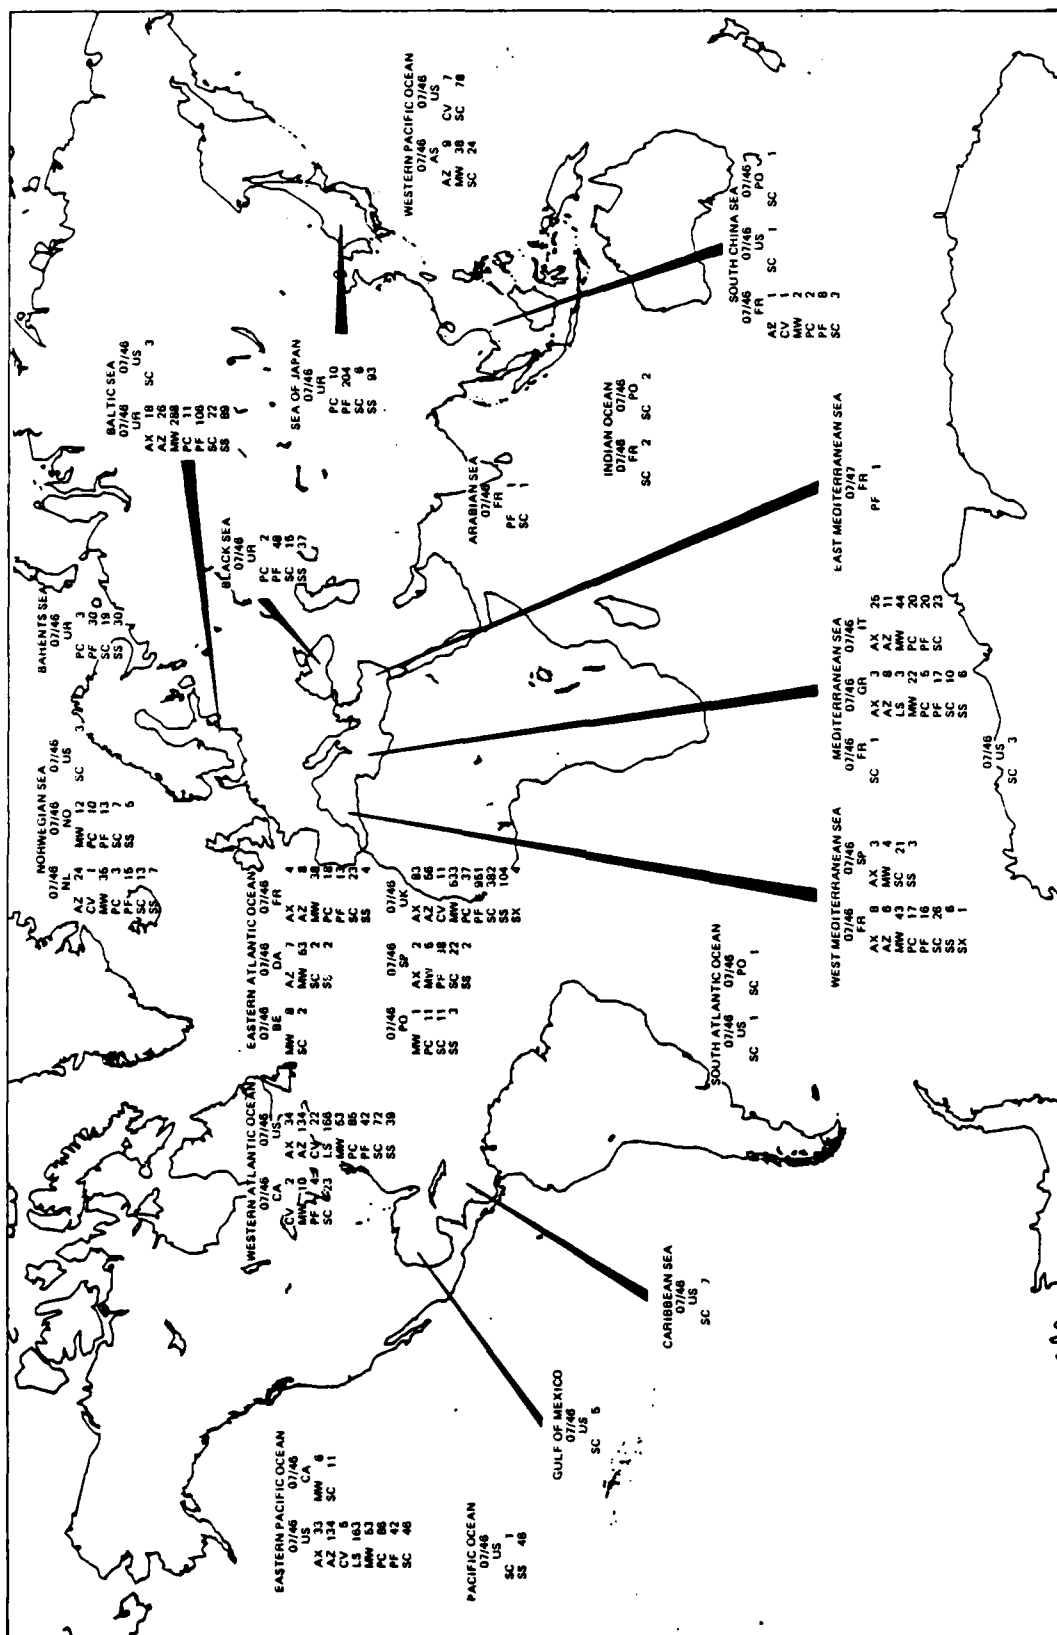 BARENTS SEA
07/46
UR
PC 3
PF 30
SC 19
SS 30
NORWEGIAN SEA
07/46 07/46 07/46
NL NO US
AZ 24 MW 12 SC 3
CV 1 PC 10
MW 35 PF 13
PC 3 SC 7
PF 15 SS 5
SC 13
SS 7
BALTIC SEA
07/46 07/46
UR US
AX 18 SC 3
AZ 26
MW 288
PC 11
PF 106
SC 22
SS 89
BLACK SEA
07/46
UR
PC 2
PF 48
SC 15
SS 37
SEA OF JAPAN
07/46
UR
PC 10
PF 204
SC 6
SS 93
WESTERN PACIFIC OCEAN
07/46 07/46
AS US
AZ 9 CV 7
MW 38 SC 78
SC 24
EASTERN PACIFIC OCEAN
07/46 07/46
US CA
AX 33 MW 6
AZ 134 SC 11
CV 5
LS 163
MW 53
PC 86
PF 42
SC 46
WESTERN ATLANTIC OCEAN
07/46 07/46
CA US
CV 2 AX 34
MW 10 AZ 134
PF 4 CV 22
SC 23 LS 166
MW 53
PC 85
PF 42
SC 72
SS 39
EASTERN ATLANTIC OCEAN
07/46 07/46 07/46
BE DA FR
MW 8 AZ 7 AX 4
SC 2 MW 53 AZ 8
SC 2 MW 38
SS 2 PC 18
PF 13
SC 23
SS 4
07/46 07/46 07/46
PO SP UK
MW 1 AX 2 AX 83
PC 11 MW 6 AZ 56
SC 11 PF 38 CV 11
SS 3 SC 22 MW 533
SS 2 PC 37
PF 951
SC 382
SS 104
SX 4
ARABIAN SEA
07/46
FR
PF 1
SC 1
PACIFIC OCEAN
07/46
US
SC 1
SS 48
GULF OF MEXICO
07/46
US
SC 5
CARIBBEAN SEA
07/46
US
SC 7
INDIAN OCEAN
07/46 07/46
FR PO
SC 2 SC 2
SOUTH ATLANTIC OCEAN
07/46 07/46
US PO
SC 1 SC 1
SOUTH CHINA SEA
07/46 07/46 07/46
FR US PO
AZ 1 SC 1 SC 1
CV 1
MW 2
PC 2
PF 8
SC 3
WEST MEDITERRANEAN SEA
07/46 07/46
FR SP
AX 8 AX 3
AZ 6 MW 4
MW 43 SC 21
PC 17 SS 3
PF 16
SC 26
SS 6
SX 1
MEDITERRANEAN SEA
07/46 07/46 07/46
FR GR IT
SC 1 AX 3 AX 25
AZ 8 AZ 11
LS 3 MW 44
MW 22 PC 20
PC 5 PF 20
PF 17 SC 23
SC 10
SS 6
07/46
US
SC 3
EAST MEDITERRANEAN SEA
07/47
FR
PF 1